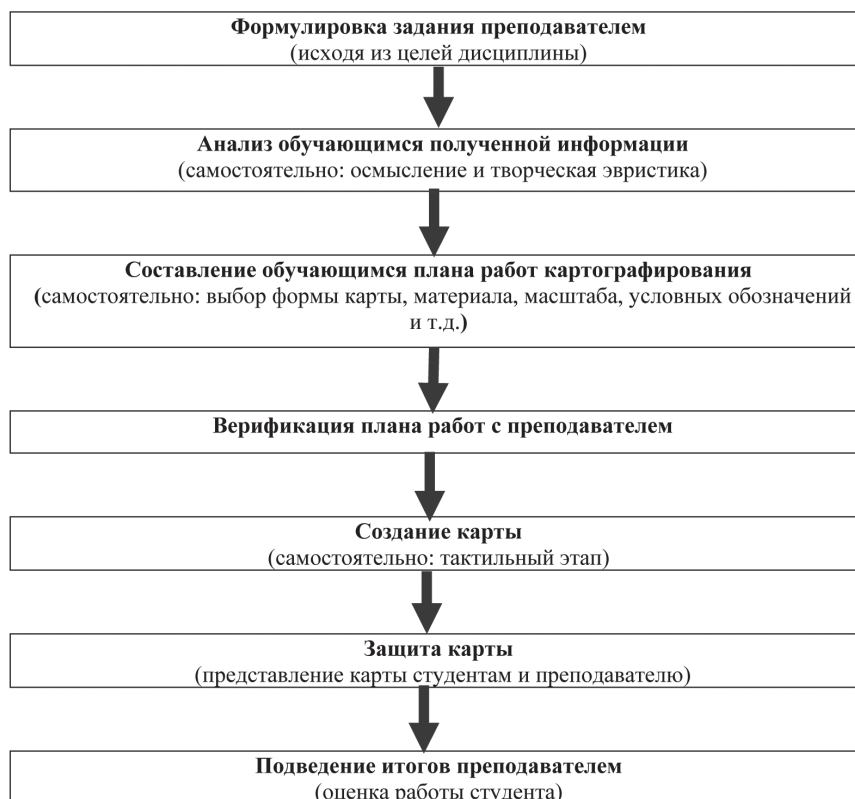 Формулировка задания преподавателем
(исходя из целей дисциплины)
Анализ обучающимся полученной информации
(самостоятельно: осмысление и творческая эвристика)
Составление обучающимся плана работ картографирования
(самостоятельно: выбор формы карты, материала, масштаба, условных обозначений
и т.д.)
Верификация плана работ с преподавателем
Создание карты
(самостоятельно: тактильный этап)
Защита карты
(представление карты студентам и преподавателю)
Подведение итогов преподавателем
(оценка работы студента)